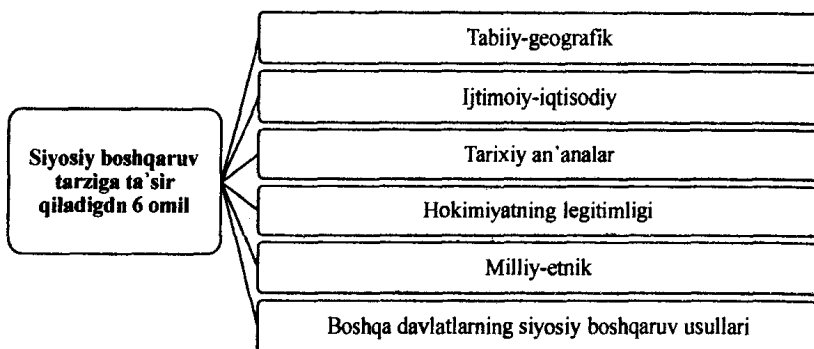 Siyosiy boshqaruv
tarziga ta'sir
qiladigdn 6 omil
Tabiiy-geografik
Ijtimoiy-iqtisodiy
Tarixiy an'analar
Hokimiyatning legitimligi
Milliy-etnik
Boshqa davlatlarning siyosiy boshqaruv usullari